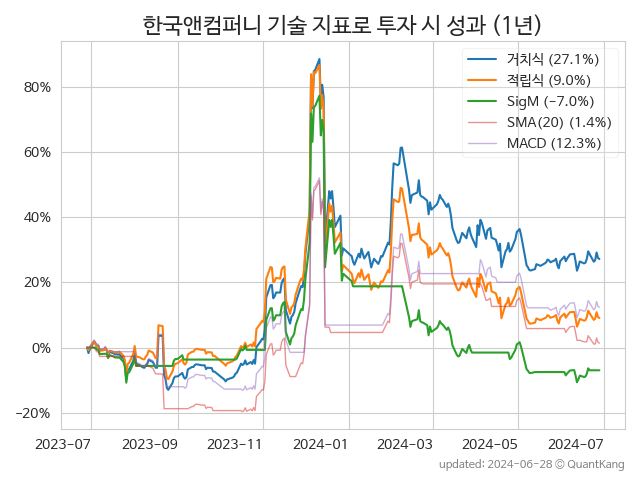 한국앤컴퍼니 기술 지표로 투자 시 성과 (1년)
거치식 (27.1%)
적립식 (9.0%)
SigM (−7.0%)
SMA(20) (1.4%)
MACD (12.3%)
80%
60%
40%
20%
0%
−20%
2023-07 2023-09 2023-11 2024-01 2024-03 2024-05 2024-07
updated: 2024-06-28 © QuantKang